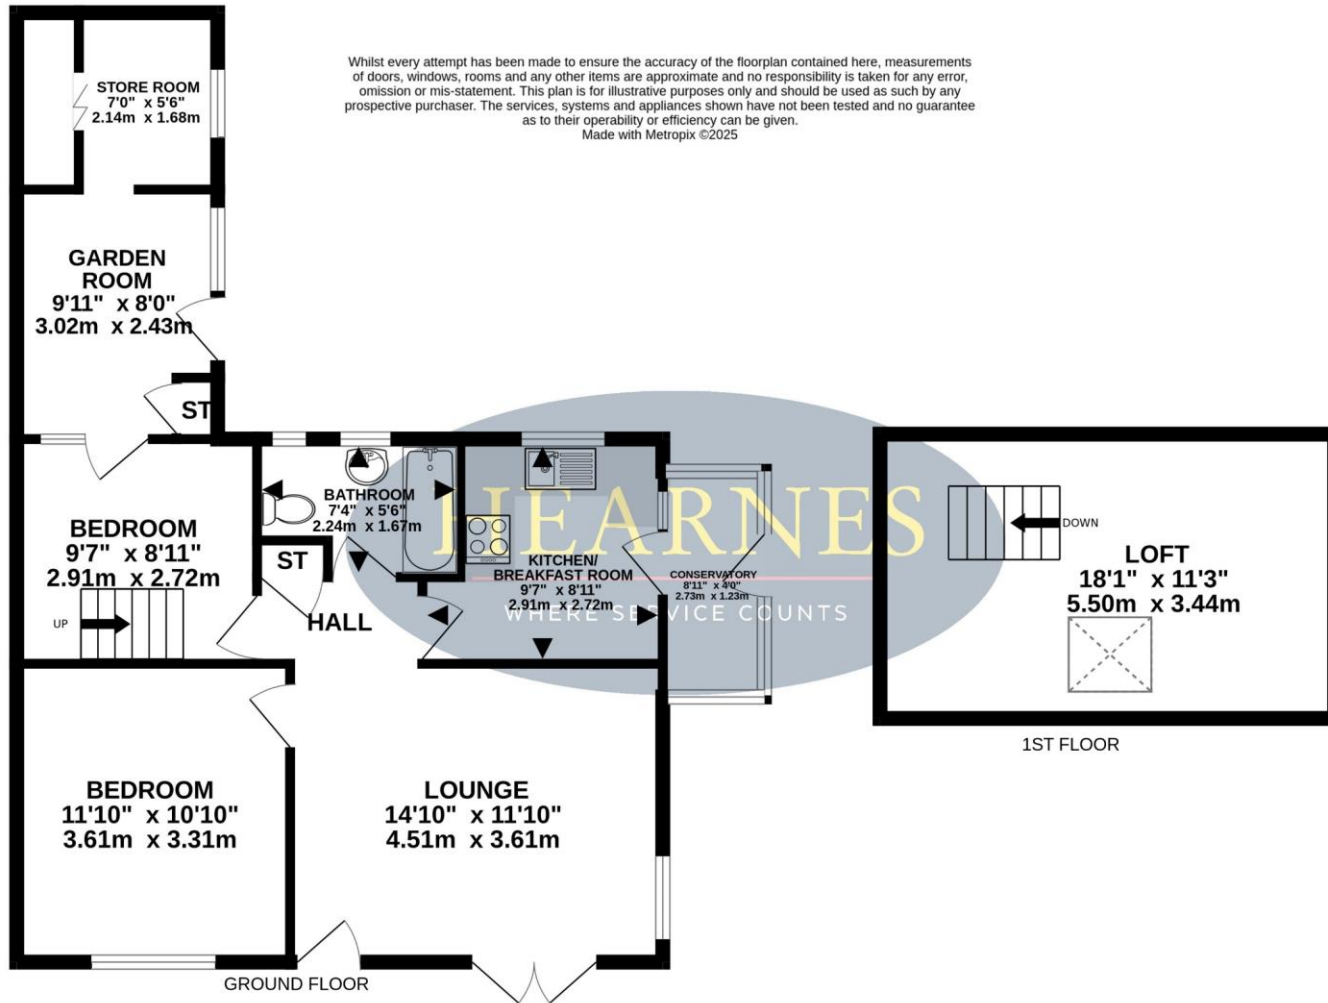 Whilst every attempt has been made to ensure the accuracy of the floorplan contained here, measurements
of doors, windows, rooms and any other items are approximate and no responsibility is taken for any error,
omission or mis-statement. This plan is for illustrative purposes only and should be used as such by any
prospective purchaser. The services, systems and appliances shown have not been tested and no guarantee
as to their operability or efficiency can be given.
Made with Metropix ©2025
STORE ROOM
7'0" x 5'6"
2.14m x 1.68m
GARDEN
ROOM
9'11" x 8'0"
3.02m x 2.43m
ST
BEDROOM
9'7" x 8'11"
2.91m x 2.72m
UP
BATHROOM
7'4" x 5'6"
2.24m x 1.67m
ST
HALL
HEARNES
WHERE SERVICE COUNTS
KITCHEN/
BREAKFAST ROOM
9'7" x 8'11"
2.91m x 2.72m
CONSERVATORY
8'11" x 4'0"
2.73m x 1.23m
DOWN
LOFT
18'1" x 11'3"
5.50m x 3.44m
1ST FLOOR
BEDROOM
11'10" x 10'10"
3.61m x 3.31m
LOUNGE
14'10" x 11'10"
4.51m x 3.61m
GROUND FLOOR